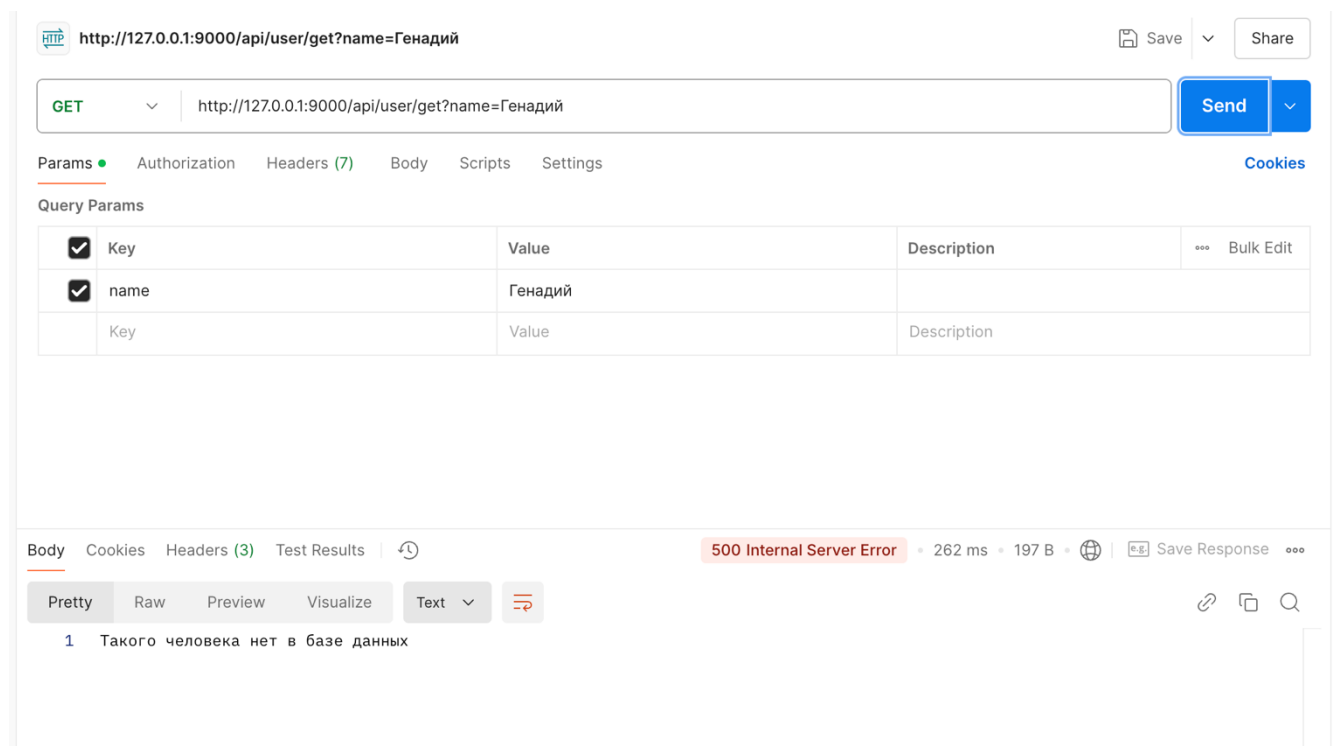 HTTP http://127.0.0.1:9000/api/user/get?name=Генадий Save Share
GET http://127.0.0.1:9000/api/user/get?name=Генадий Send
Params Authorization Headers (7) Body Scripts Settings Cookies
Query Params
Key Value Description Bulk Edit
name Генадий
Key Value Description
Body Cookies Headers (3) Test Results 500 Internal Server Error 262 ms 197 B e.g. Save Response
Pretty Raw Preview Visualize Text
1 Такого человека нет в базе данных